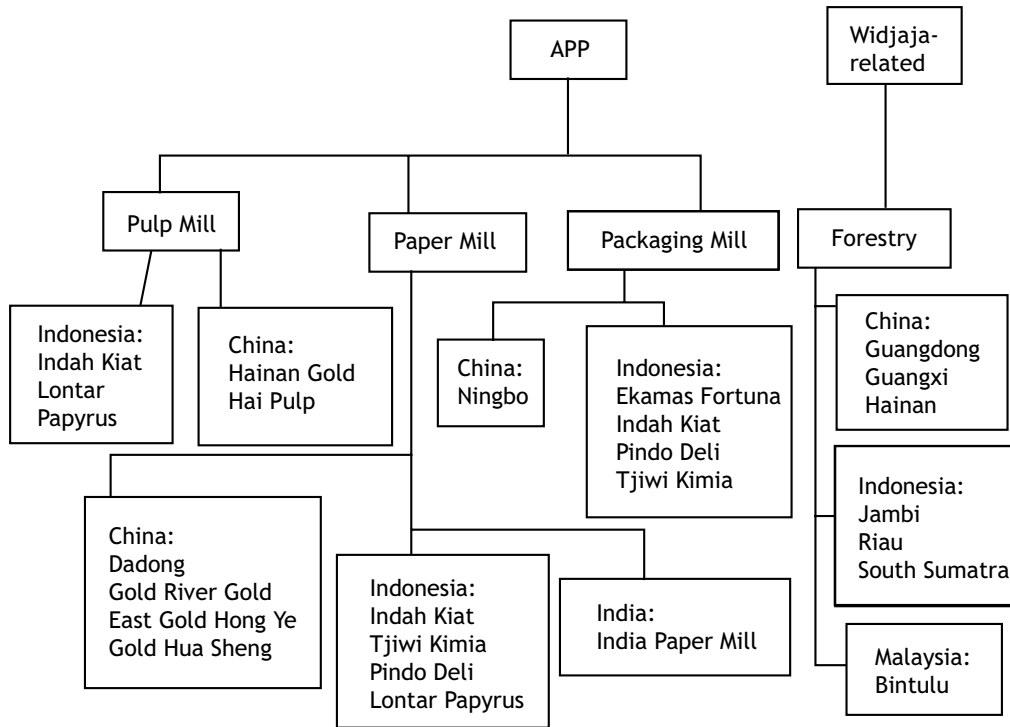 APP
Widjaja-
related
Pulp Mill
Paper Mill
Packaging Mill
Forestry
Indonesia:
Indah Kiat
Lontar
Papyrus
China:
Hainan Gold
Hai Pulp
China:
Ningbo
Indonesia:
Ekamas Fortuna
Indah Kiat
Pindo Deli
Tjiwi Kimia
China:
Guangdong
Guangxi
Hainan
Indonesia:
Jambi
Riau
South Sumatra
China:
Dadong
Gold River Gold
East Gold Hong Ye
Gold Hua Sheng
Indonesia:
Indah Kiat
Tjiwi Kimia
Pindo Deli
Lontar Papyrus
India:
India Paper Mill
Malaysia:
Bintulu